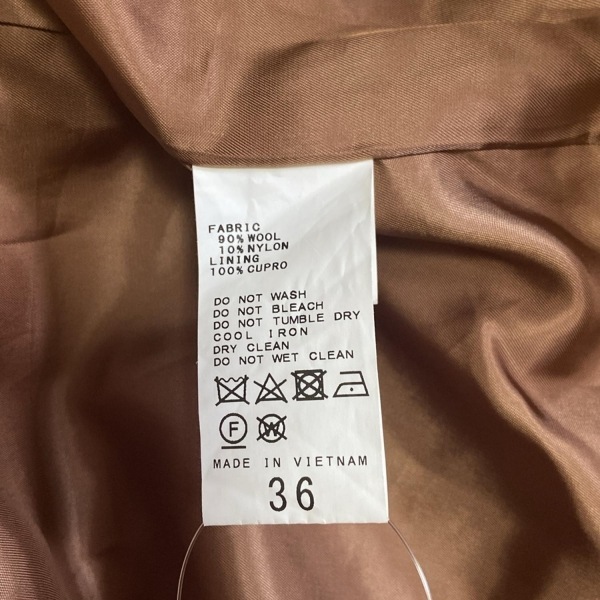 FABRIC
90% WOOL
10% NYLON
LINING
100% CUPRO
DO NOT WASH
DO NOT BLEACH
DO NOT TUMBLE DRY
COOL IRON
DRY CLEAN
DO NOT WET CLEAN
F W
MADE IN VIETNAM
36